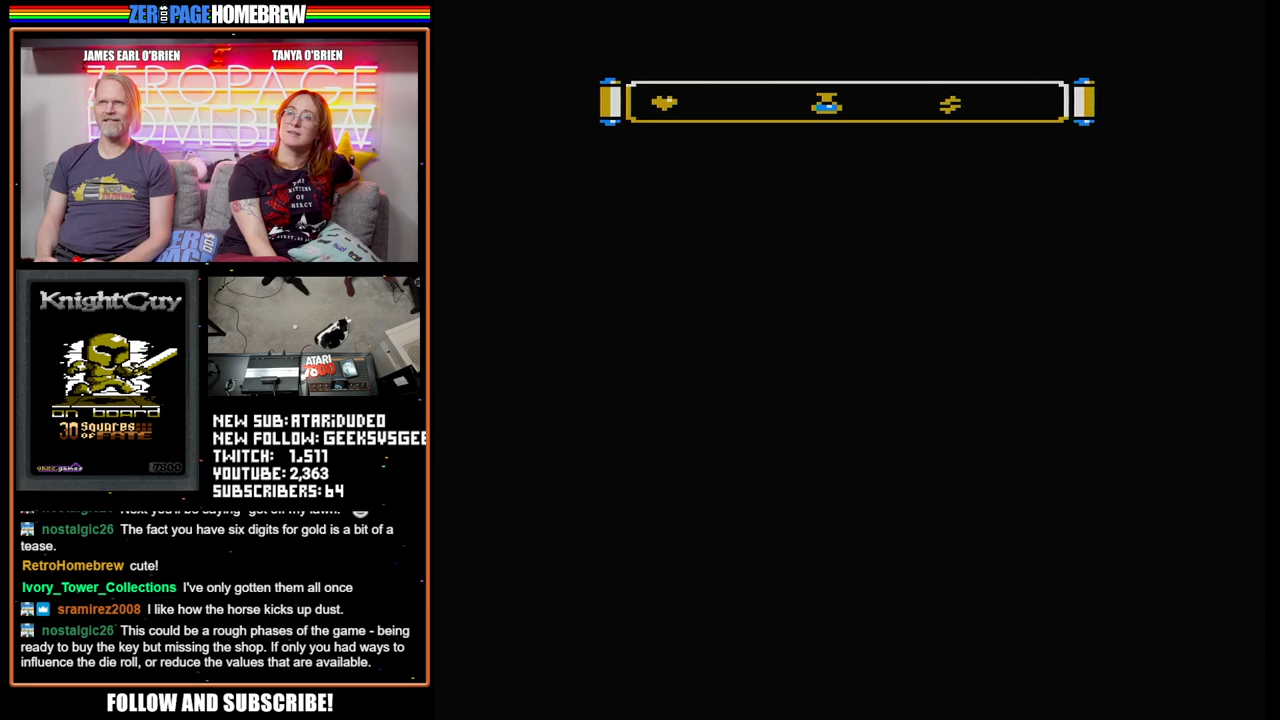 ZEROPAGE HOMEBREW
JAMES EARL O'BRIEN
TANYA O'BRIEN
ZEROPAGE
HOMEBREW
KnightGuy
on board
30 Squares
OF FAME
7800
ATARI
7800
NEW SUB: ATARIDUDEO
NEW FOLLOW: GEEKSVSGEE
TWITCH: 1,511
YOUTUBE: 2,363
SUBSCRIBERS: 64
nostalgic26 The fact you have six digits for gold is a bit of a
tease.
RetroHomebrew cute!
Ivory_Tower_Collections I've only gotten them all once
sramirez2008 I like how the horse kicks up dust.
nostalgic26 This could be a rough phases of the game - being
ready to buy the key but missing the shop. If only you had ways to
influence the die roll, or reduce the values that are available.
FOLLOW AND SUBSCRIBE!